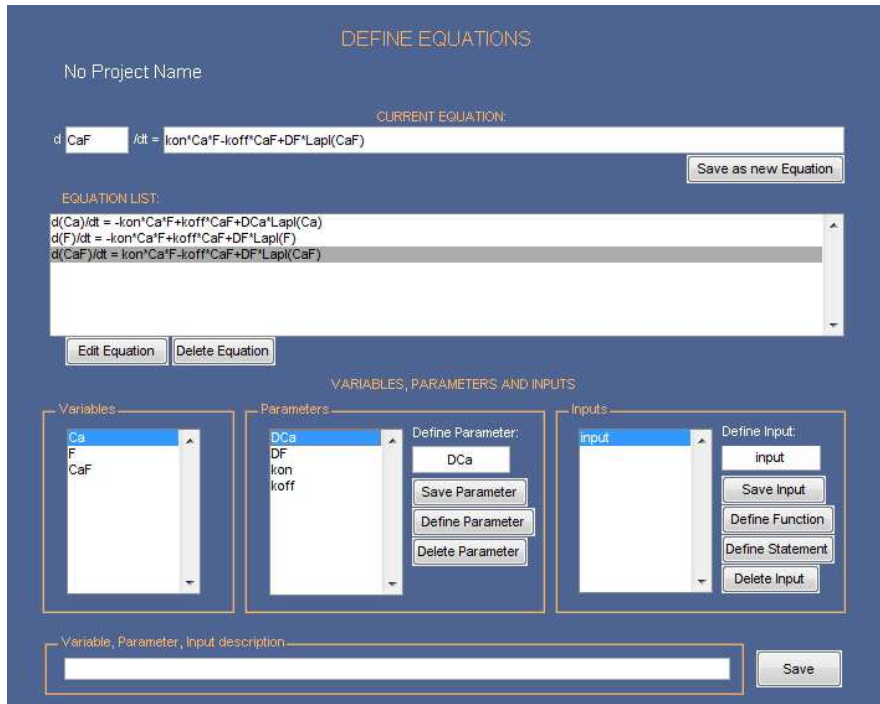 DEFINE EQUATIONS
No Project Name
CURRENT EQUATION:
d CaF /dt = kon*Ca*F-koff*CaF+DF*Lapl(CaF)
Save as new Equation
EQUATION LIST:
d(Ca)/dt = -kon*Ca*F+koff*CaF+DCa*Lapl(Ca)
d(F)/dt = -kon*Ca*F+koff*CaF+DF*Lapl(F)
d(CaF)/dt = kon*Ca*F-koff*CaF+DF*Lapl(CaF)
Edit Equation Delete Equation
VARIABLES, PARAMETERS AND INPUTS
Variables
Ca
F
CaF
Parameters
DCa
DF
kon
koff
Define Parameter:
DCa
Save Parameter
Define Parameter
Delete Parameter
Inputs
input
Define Input:
input
Save Input
Define Function
Define Statement
Delete Input
Variable, Parameter, Input description
Save